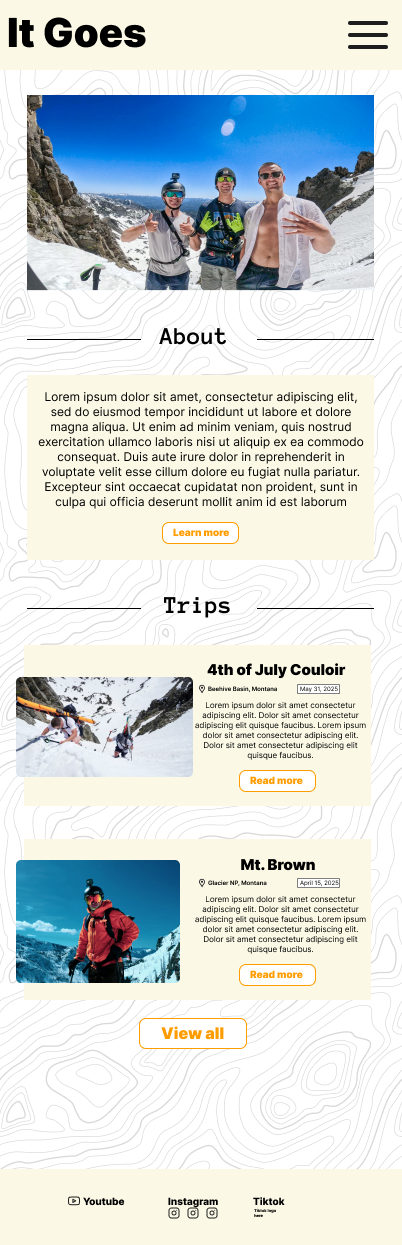 It Goes
About
Lorem ipsum dolor sit amet, consectetur adipiscing elit,
sed do eiusmod tempor incididunt ut labore et dolore
magna aliqua. Ut enim ad minim veniam, quis nostrud
exercitation ullamco laboris nisi ut aliquip ex ea commodo
consequat. Duis aute irure dolor in reprehenderit in
voluptate velit esse cillum dolore eu fugiat nulla pariatur.
Excepteur sint occaecat cupidatat non proident, sunt in
culpa qui officia deserunt mollit anim id est laborum
Learn more
Trips
4th of July Couloir
Beehive Basin, Montana May 31, 2025
Lorem ipsum dolor sit amet consectetur
adipiscing elit. Dolor sit amet consectetur
adipiscing elit quisque faucibus. Lorem ipsum
dolor sit amet consectetur adipiscing elit.
Dolor sit amet consectetur adipiscing elit
quisque faucibus.
Read more
Mt. Brown
Glacier NP, Montana April 15, 2025
Lorem ipsum dolor sit amet consectetur
adipiscing elit. Dolor sit amet consectetur
adipiscing elit quisque faucibus. Lorem ipsum
dolor sit amet consectetur adipiscing elit.
Dolor sit amet consectetur adipiscing elit
quisque faucibus.
Read more
View all
Youtube Instagram Tiktok
Tiktok logo
here